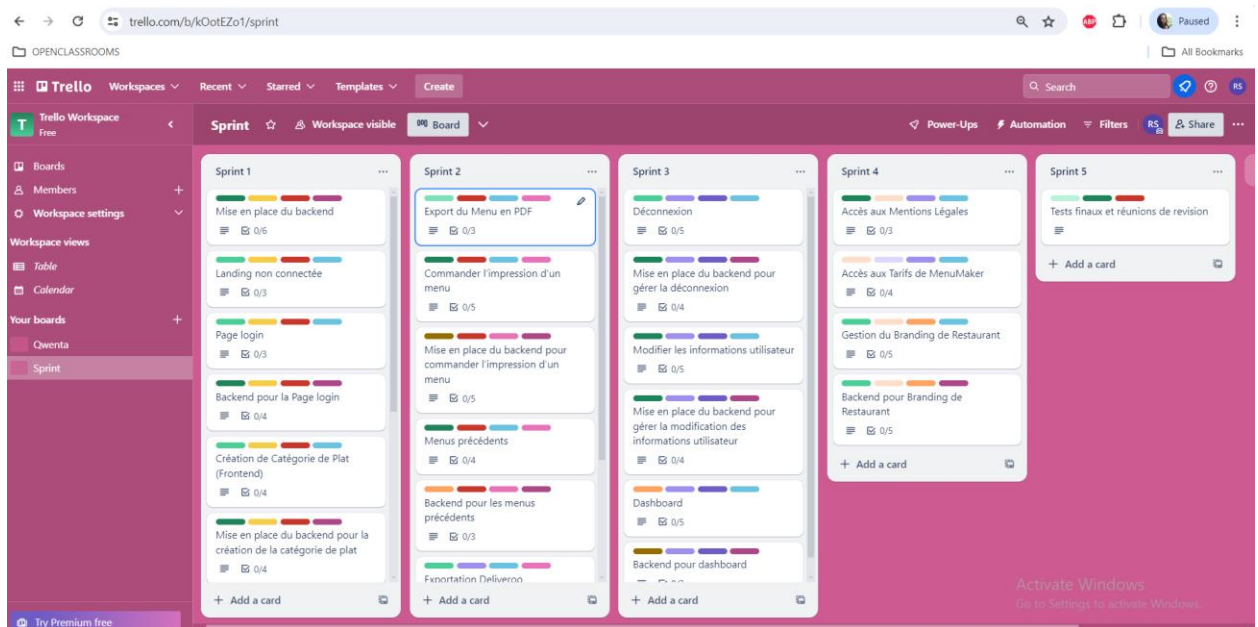 trello.com/b/kOotEZo1/sprint
ABP
Paused
OPENCLASSROOMS
All Bookmarks
Trello
Workspaces
Recent
Starred
Templates
Create
Search
RS
T
Trello Workspace
Free
Sprint
Workspace visible
Board
Power-Ups
Automation
Filters
RS
Share
Boards
Members
Workspace settings
Workspace views
Table
Calendar
Your boards
Qwenta
Sprint
Try Premium free
Sprint 1
Mise en place du backend
0/6
Landing non connectée
0/3
Page login
0/3
Backend pour la Page login
0/4
Création de Catégorie de Plat
(Frontend)
0/4
Mise en place du backend pour la
création de la catégorie de plat
0/4
+ Add a card
Sprint 2
Export du Menu en PDF
0/3
Commander l'impression d'un
menu
0/5
Mise en place du backend pour
commander l'impression d'un
menu
0/5
Menus précédents
0/4
Backend pour les menus
précédents
0/3
Exportation Deliveroo
+ Add a card
Sprint 3
Déconnexion
0/5
Mise en place du backend pour
gérer la déconnexion
0/4
Modifier les informations utilisateur
0/5
Mise en place du backend pour
gérer la modification des
informations utilisateur
0/4
Dashboard
0/5
Backend pour dashboard
+ Add a card
Sprint 4
Accès aux Mentions Légales
0/3
Accès aux Tarifs de MenuMaker
0/4
Gestion du Branding de Restaurant
0/5
Backend pour Branding de
Restaurant
0/5
+ Add a card
Sprint 5
Tests finaux et réunions de revision
+ Add a card
Activate Windows
Go to Settings to activate Windows.